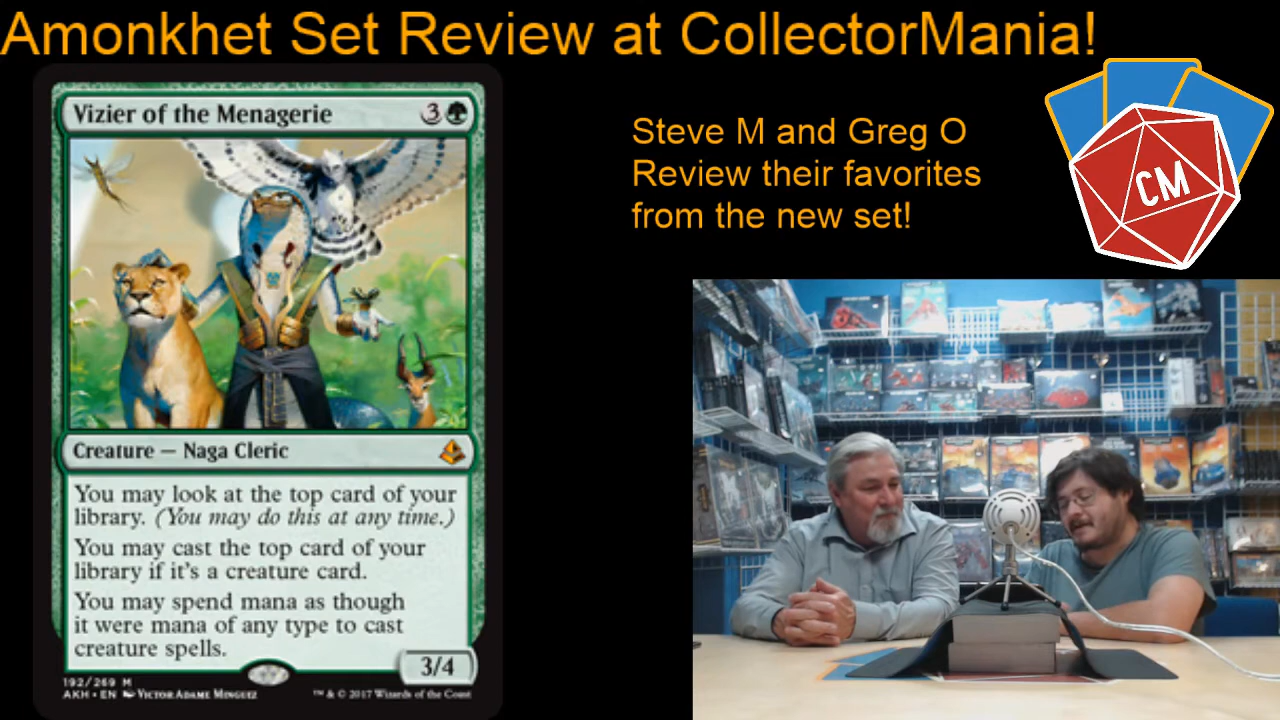 Amonkhet Set Review at CollectorMania!
Vizier of the Menagerie 3
Steve M and Greg O
Review their favorites
from the new set!
CM
Creature — Naga Cleric
You may look at the top card of your
library. (You may do this at any time.)
You may cast the top card of your
library if it's a creature card.
You may spend mana as though
it were mana of any type to cast
creature spells.
3/4
192/269 M
AKH • EN Victor Adame Minguez
™ & © 2017 Wizards of the Coast